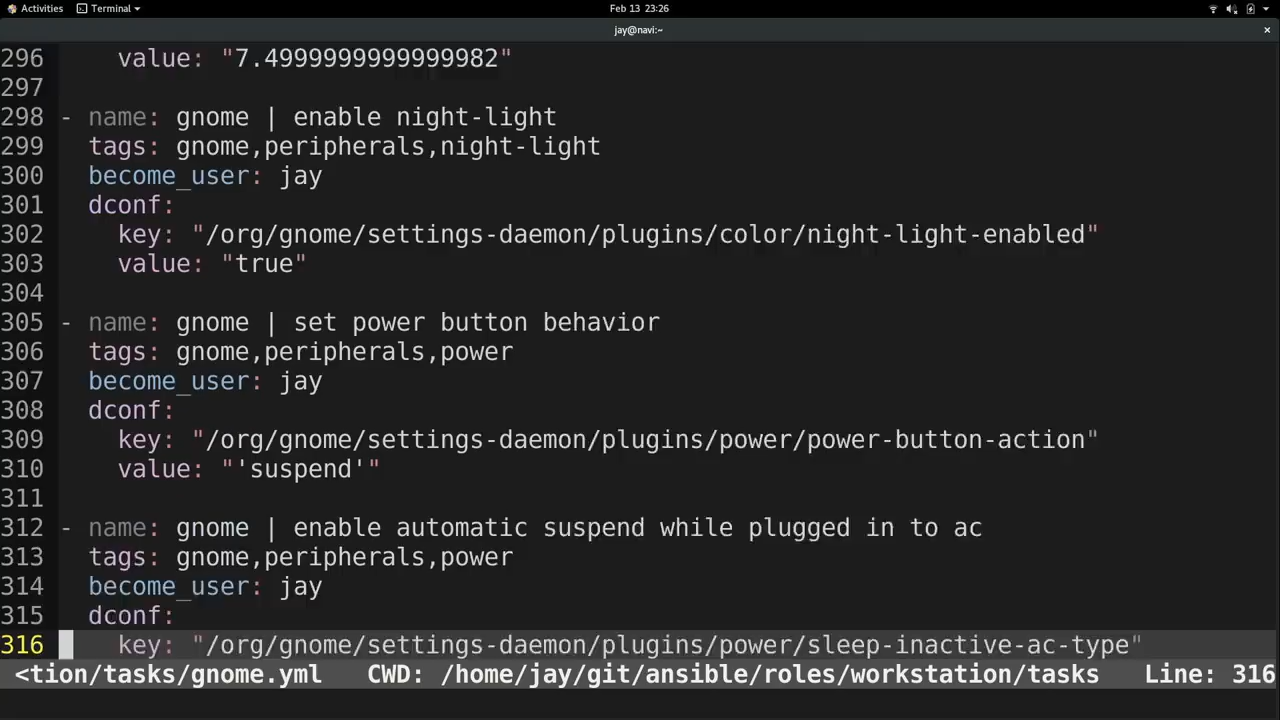 Activities Terminal Feb 13 23:26
jay@navi:~ ×
296 value: "7.4999999999999982"
297
298 - name: gnome | enable night-light
299 tags: gnome,peripherals,night-light
300 become_user: jay
301 dconf:
302 key: "/org/gnome/settings-daemon/plugins/color/night-light-enabled"
303 value: "true"
304
305 - name: gnome | set power button behavior
306 tags: gnome,peripherals,power
307 become_user: jay
308 dconf:
309 key: "/org/gnome/settings-daemon/plugins/power/power-button-action"
310 value: "'suspend'"
311
312 - name: gnome | enable automatic suspend while plugged in to ac
313 tags: gnome,peripherals,power
314 become_user: jay
315 dconf:
316 key: "/org/gnome/settings-daemon/plugins/power/sleep-inactive-ac-type"
<tion/tasks/gnome.yml CWD: /home/jay/git/ansible/roles/workstation/tasks Line: 316